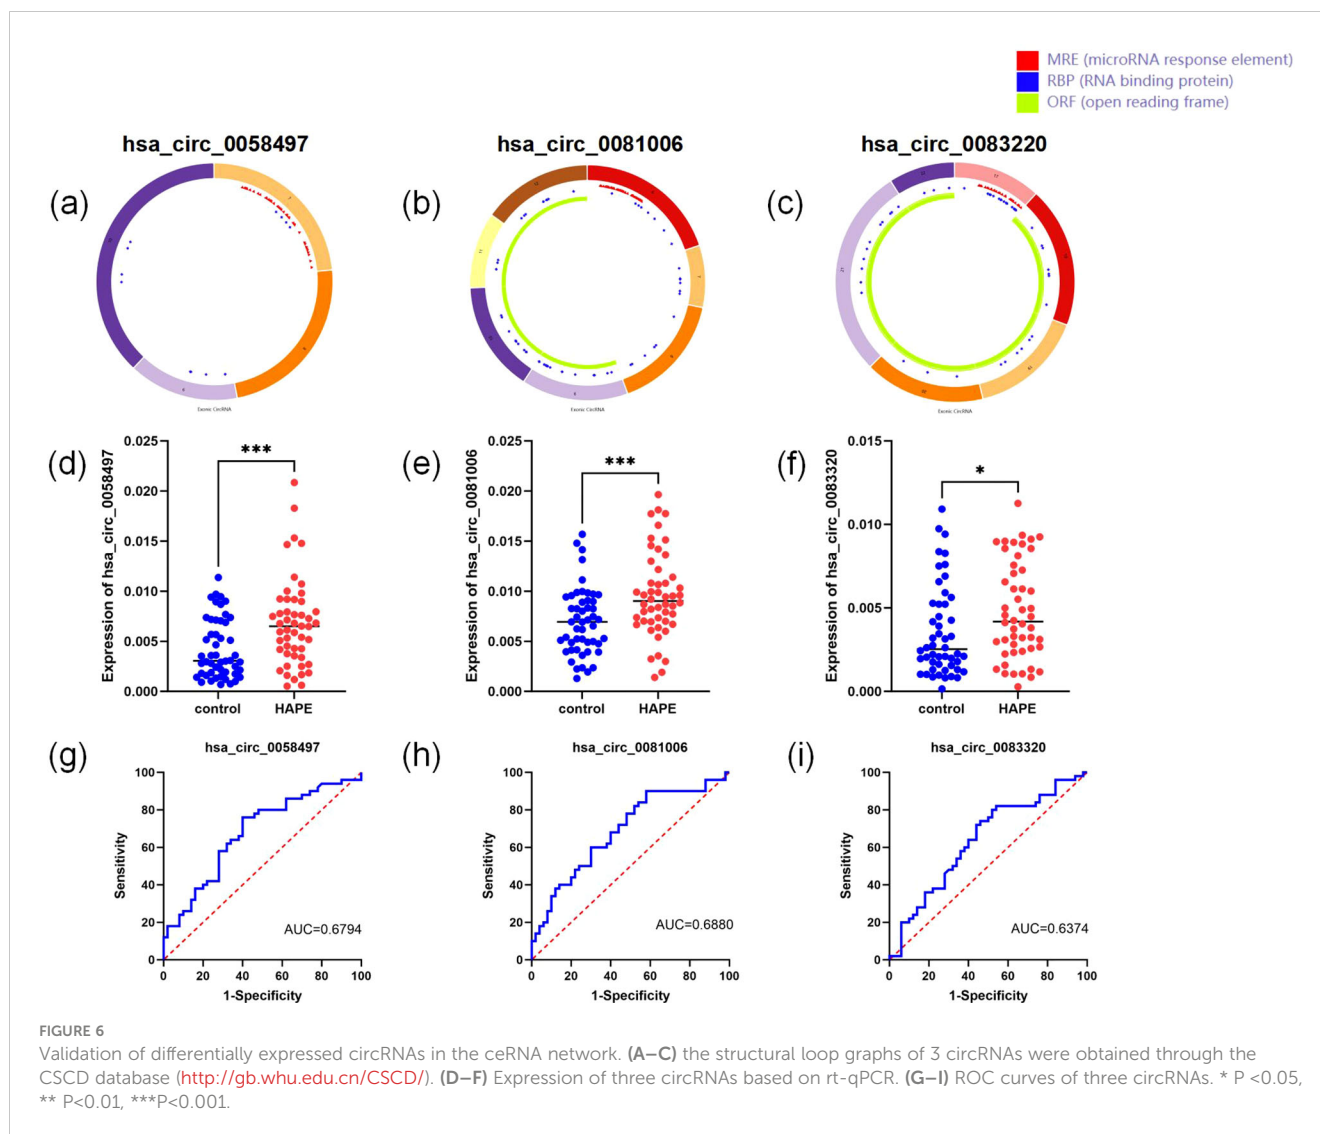 MRE (microRNA response element)
RBP (RNA binding protein)
ORF (open reading frame)
hsa_circ_0058497
hsa_circ_0081006
hsa_circ_0083220
(a)
(b)
(c)
Exonic CircRNA
Exonic CircRNA
Exonic CircRNA
(d)
Expression of hsa_circ_0058497
0.025
0.020
0.015
0.010
0.005
0.000
***
control
HAPE
(e)
Expression of hsa_circ_0081006
0.025
0.020
0.015
0.010
0.005
0.000
***
control
HAPE
(f)
Expression of hsa_circ_0083320
0.015
0.010
0.005
0.000
*
control
HAPE
(g)
hsa_circ_0058497
Sensitivity
100
80
60
40
20
0
AUC=0.6794
0 20 40 60 80 100
1-Specificity
(h)
hsa_circ_0081006
Sensitivity
100
80
60
40
20
0
AUC=0.6880
0 20 40 60 80 100
1-Specificity
(i)
hsa_circ_0083320
Sensitivity
100
80
60
40
20
0
AUC=0.6374
0 20 40 60 80 100
1-Specificity
FIGURE 6
Validation of differentially expressed circRNAs in the ceRNA network. (A–C) the structural loop graphs of 3 circRNAs were obtained through the
CSCD database (http://gb.whu.edu.cn/CSCD/). (D–F) Expression of three circRNAs based on rt-qPCR. (G–I) ROC curves of three circRNAs. * P <0.05,
** P<0.01, ***P<0.001.